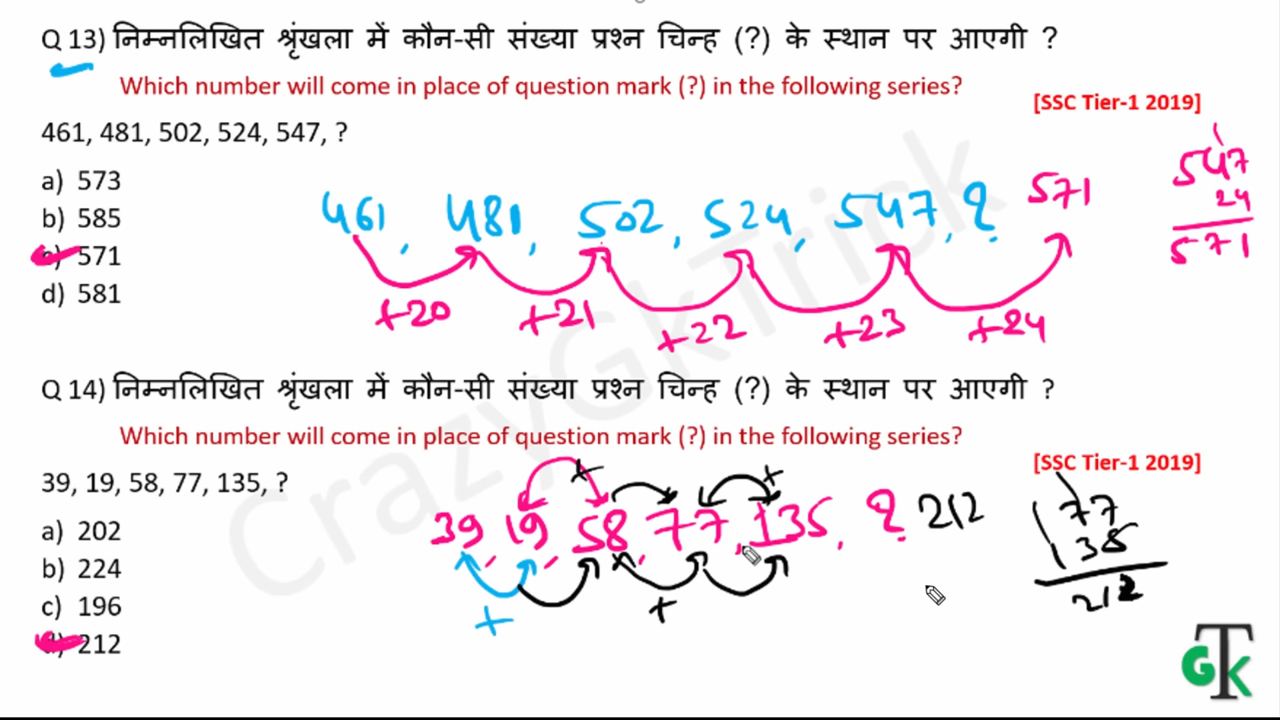 Q 13) निम्नलिखित श्रृंखला में कौन-सी संख्या प्रश्न चिन्ह (?) के स्थान पर आएगी ?
Which number will come in place of question mark (?) in the following series?
[SSC Tier-1 2019]
461, 481, 502, 524, 547, ?
a) 573
b) 585
c) 571
d) 581
461, 481, 502, 524, 547, ? 571
+20 +21 +22 +23 +24
1
547
24
571
Q 14) निम्नलिखित श्रृंखला में कौन-सी संख्या प्रश्न चिन्ह (?) के स्थान पर आएगी ?
Which number will come in place of question mark (?) in the following series?
[SSC Tier-1 2019]
39, 19, 58, 77, 135, ?
a) 202
b) 224
c) 196
d) 212
+ +
39, 19, 58, 77, 135, ? 212
+ +
77
135
212
CrazyGkTrick
GTK